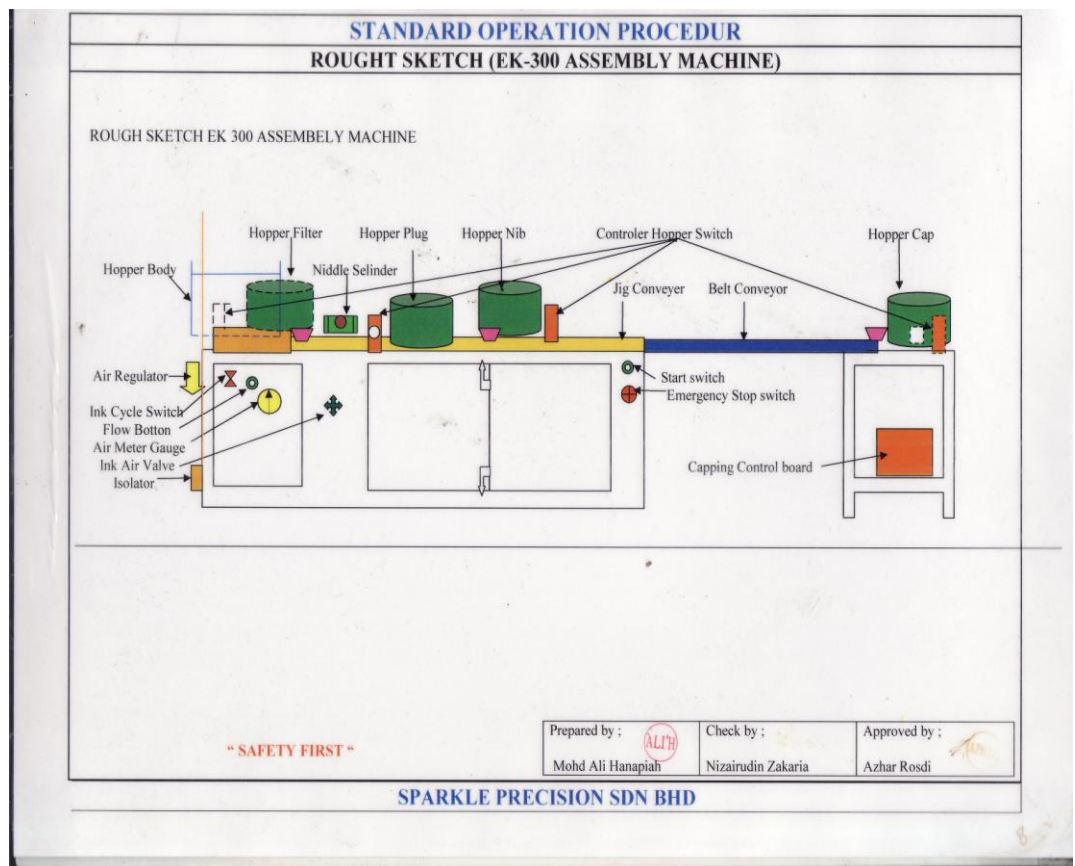 STANDARD OPERATION PROCEDUR
ROUGHT SKETCH (EK-300 ASSEMBLY MACHINE)
ROUGH SKETCH EK 300 ASSEMBELY MACHINE
Hopper Filter
Hopper Plug
Hopper Nib
Controler Hopper Switch
Hopper Cap
Hopper Body
Niddle Selinder
Jig Conveyer
Belt Conveyor
Air Regulator
Start switch
Ink Cycle Switch
Emergency Stop switch
Flow Botton
Air Meter Gauge
Ink Air Valve
Capping Control board
Isolator
Prepared by ;
Check by ;
Approved by ;
ALI'H
" SAFETY FIRST "
Mohd Ali Hanapiah
Nizairudin Zakaria
Azhar Rosdi
SPARKLE PRECISION SDN BHD
8